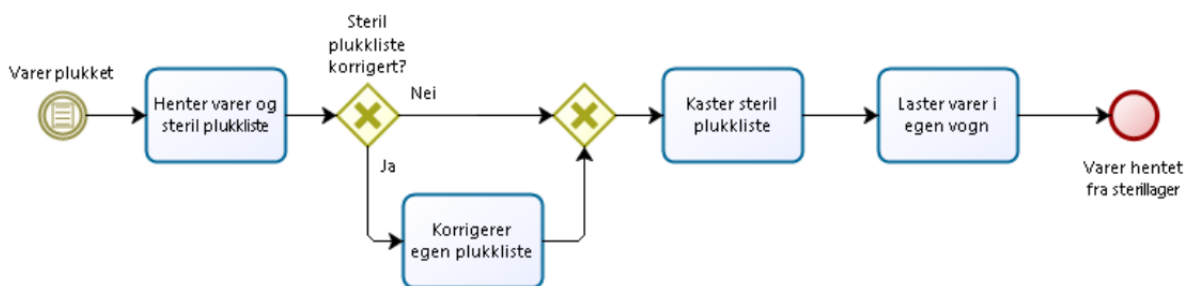 Steril
plukkliste
korrigert?
Varer plukket
Henter varer og
steril plukkliste
Nei
Ja
Korrigerer
egen plukkliste
Kaster steril
plukkliste
Laster varer i
egen vogn
Varer hentet
fra sterillager